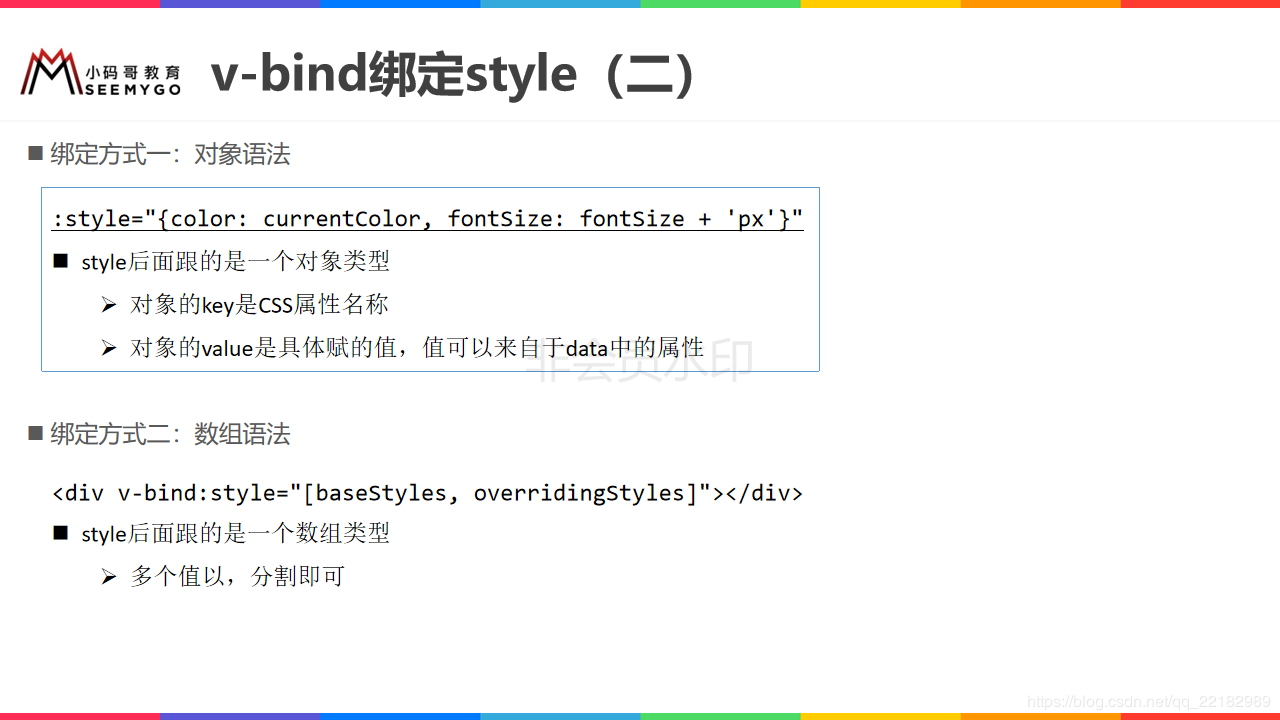 小码哥教育
SEEMYGO
v-bind绑定style（二）
绑定方式一：对象语法
:style="{color: currentColor, fontSize: fontSize + 'px'}"
style后面跟的是一个对象类型
对象的key是CSS属性名称
对象的value是具体赋的值，值可以来自于data中的属性
非会员水印
绑定方式二：数组语法
<div v-bind:style="[baseStyles, overridingStyles]"></div>
style后面跟的是一个数组类型
多个值以，分割即可
https://blog.csdn.net/qq_22182989